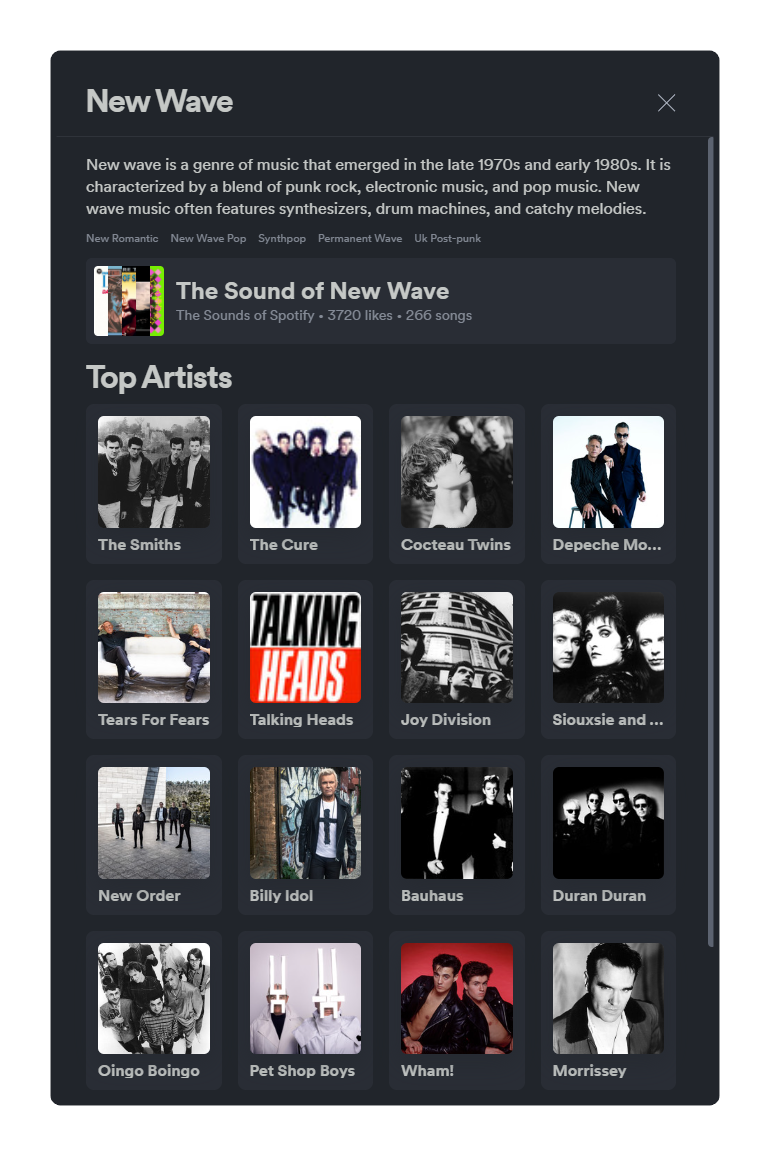 New Wave
New wave is a genre of music that emerged in the late 1970s and early 1980s. It is
characterized by a blend of punk rock, electronic music, and pop music. New
wave music often features synthesizers, drum machines, and catchy melodies.
New Romantic New Wave Pop Synthpop Permanent Wave Uk Post-punk
The Sound of New Wave
The Sounds of Spotify • 3720 likes • 266 songs
Top Artists
The Smiths The Cure Cocteau Twins Depeche Mo...
TALKING
HEADS
Tears For Fears Talking Heads Joy Division Siouxsie and ...
New Order Billy Idol Bauhaus Duran Duran
Oingo Boingo Pet Shop Boys Wham! Morrissey